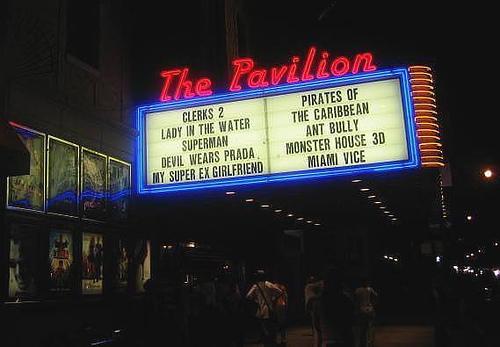 The Pavilion
CLERKS 2
LADY IN THE WATER
SUPERMAN
DEVIL WEARS PRADA
MY SUPER EX GIRLFRIEND
PIRATES OF
THE CARIBBEAN
ANT BULLY
MONSTER HOUSE 3D
MIAMI VICE